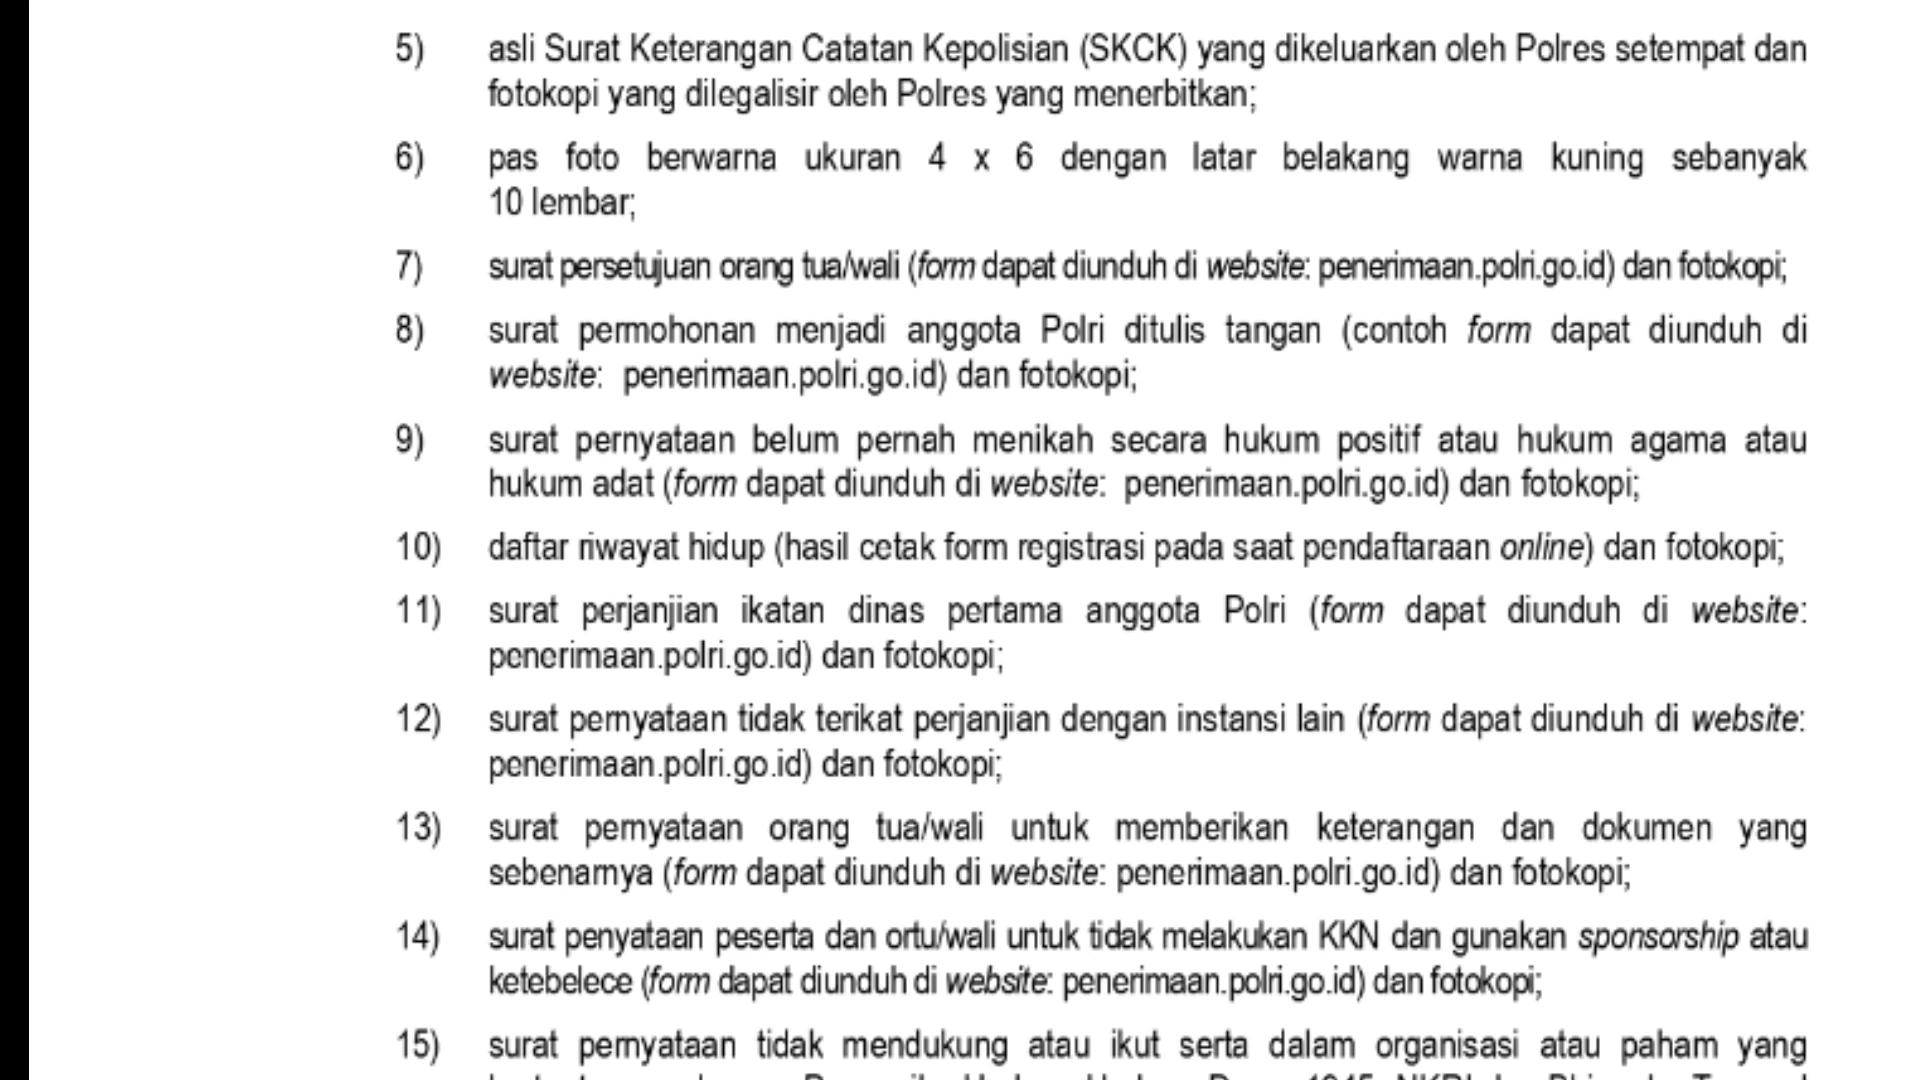 5) asli Surat Keterangan Catatan Kepolisian (SKCK) yang dikeluarkan oleh Polres setempat dan
fotokopi yang dilegalisir oleh Polres yang menerbitkan;
6) pas foto berwarna ukuran 4 x 6 dengan latar belakang warna kuning sebanyak
10 lembar;
7) surat persetujuan orang tua/wali (form dapat diunduh di website: penerimaan.polri.go.id) dan fotokopi;
8) surat permohonan menjadi anggota Polri ditulis tangan (contoh form dapat diunduh di
website: penerimaan.polri.go.id) dan fotokopi;
9) surat pernyataan belum pernah menikah secara hukum positif atau hukum agama atau
hukum adat (form dapat diunduh di website: penerimaan.polri.go.id) dan fotokopi;
10) daftar riwayat hidup (hasil cetak form registrasi pada saat pendaftaraan online) dan fotokopi;
11) surat perjanjian ikatan dinas pertama anggota Polri (form dapat diunduh di website:
penerimaan.polri.go.id) dan fotokopi;
12) surat pernyataan tidak terikat perjanjian dengan instansi lain (form dapat diunduh di website:
penerimaan.polri.go.id) dan fotokopi;
13) surat pernyataan orang tua/wali untuk memberikan keterangan dan dokumen yang
sebenarnya (form dapat diunduh di website: penerimaan.polri.go.id) dan fotokopi;
14) surat penyataan peserta dan ortu/wali untuk tidak melakukan KKN dan gunakan sponsorship atau
ketebelece (form dapat diunduh di website: penerimaan.polri.go.id) dan fotokopi;
15) surat pernyataan tidak mendukung atau ikut serta dalam organisasi atau paham yang